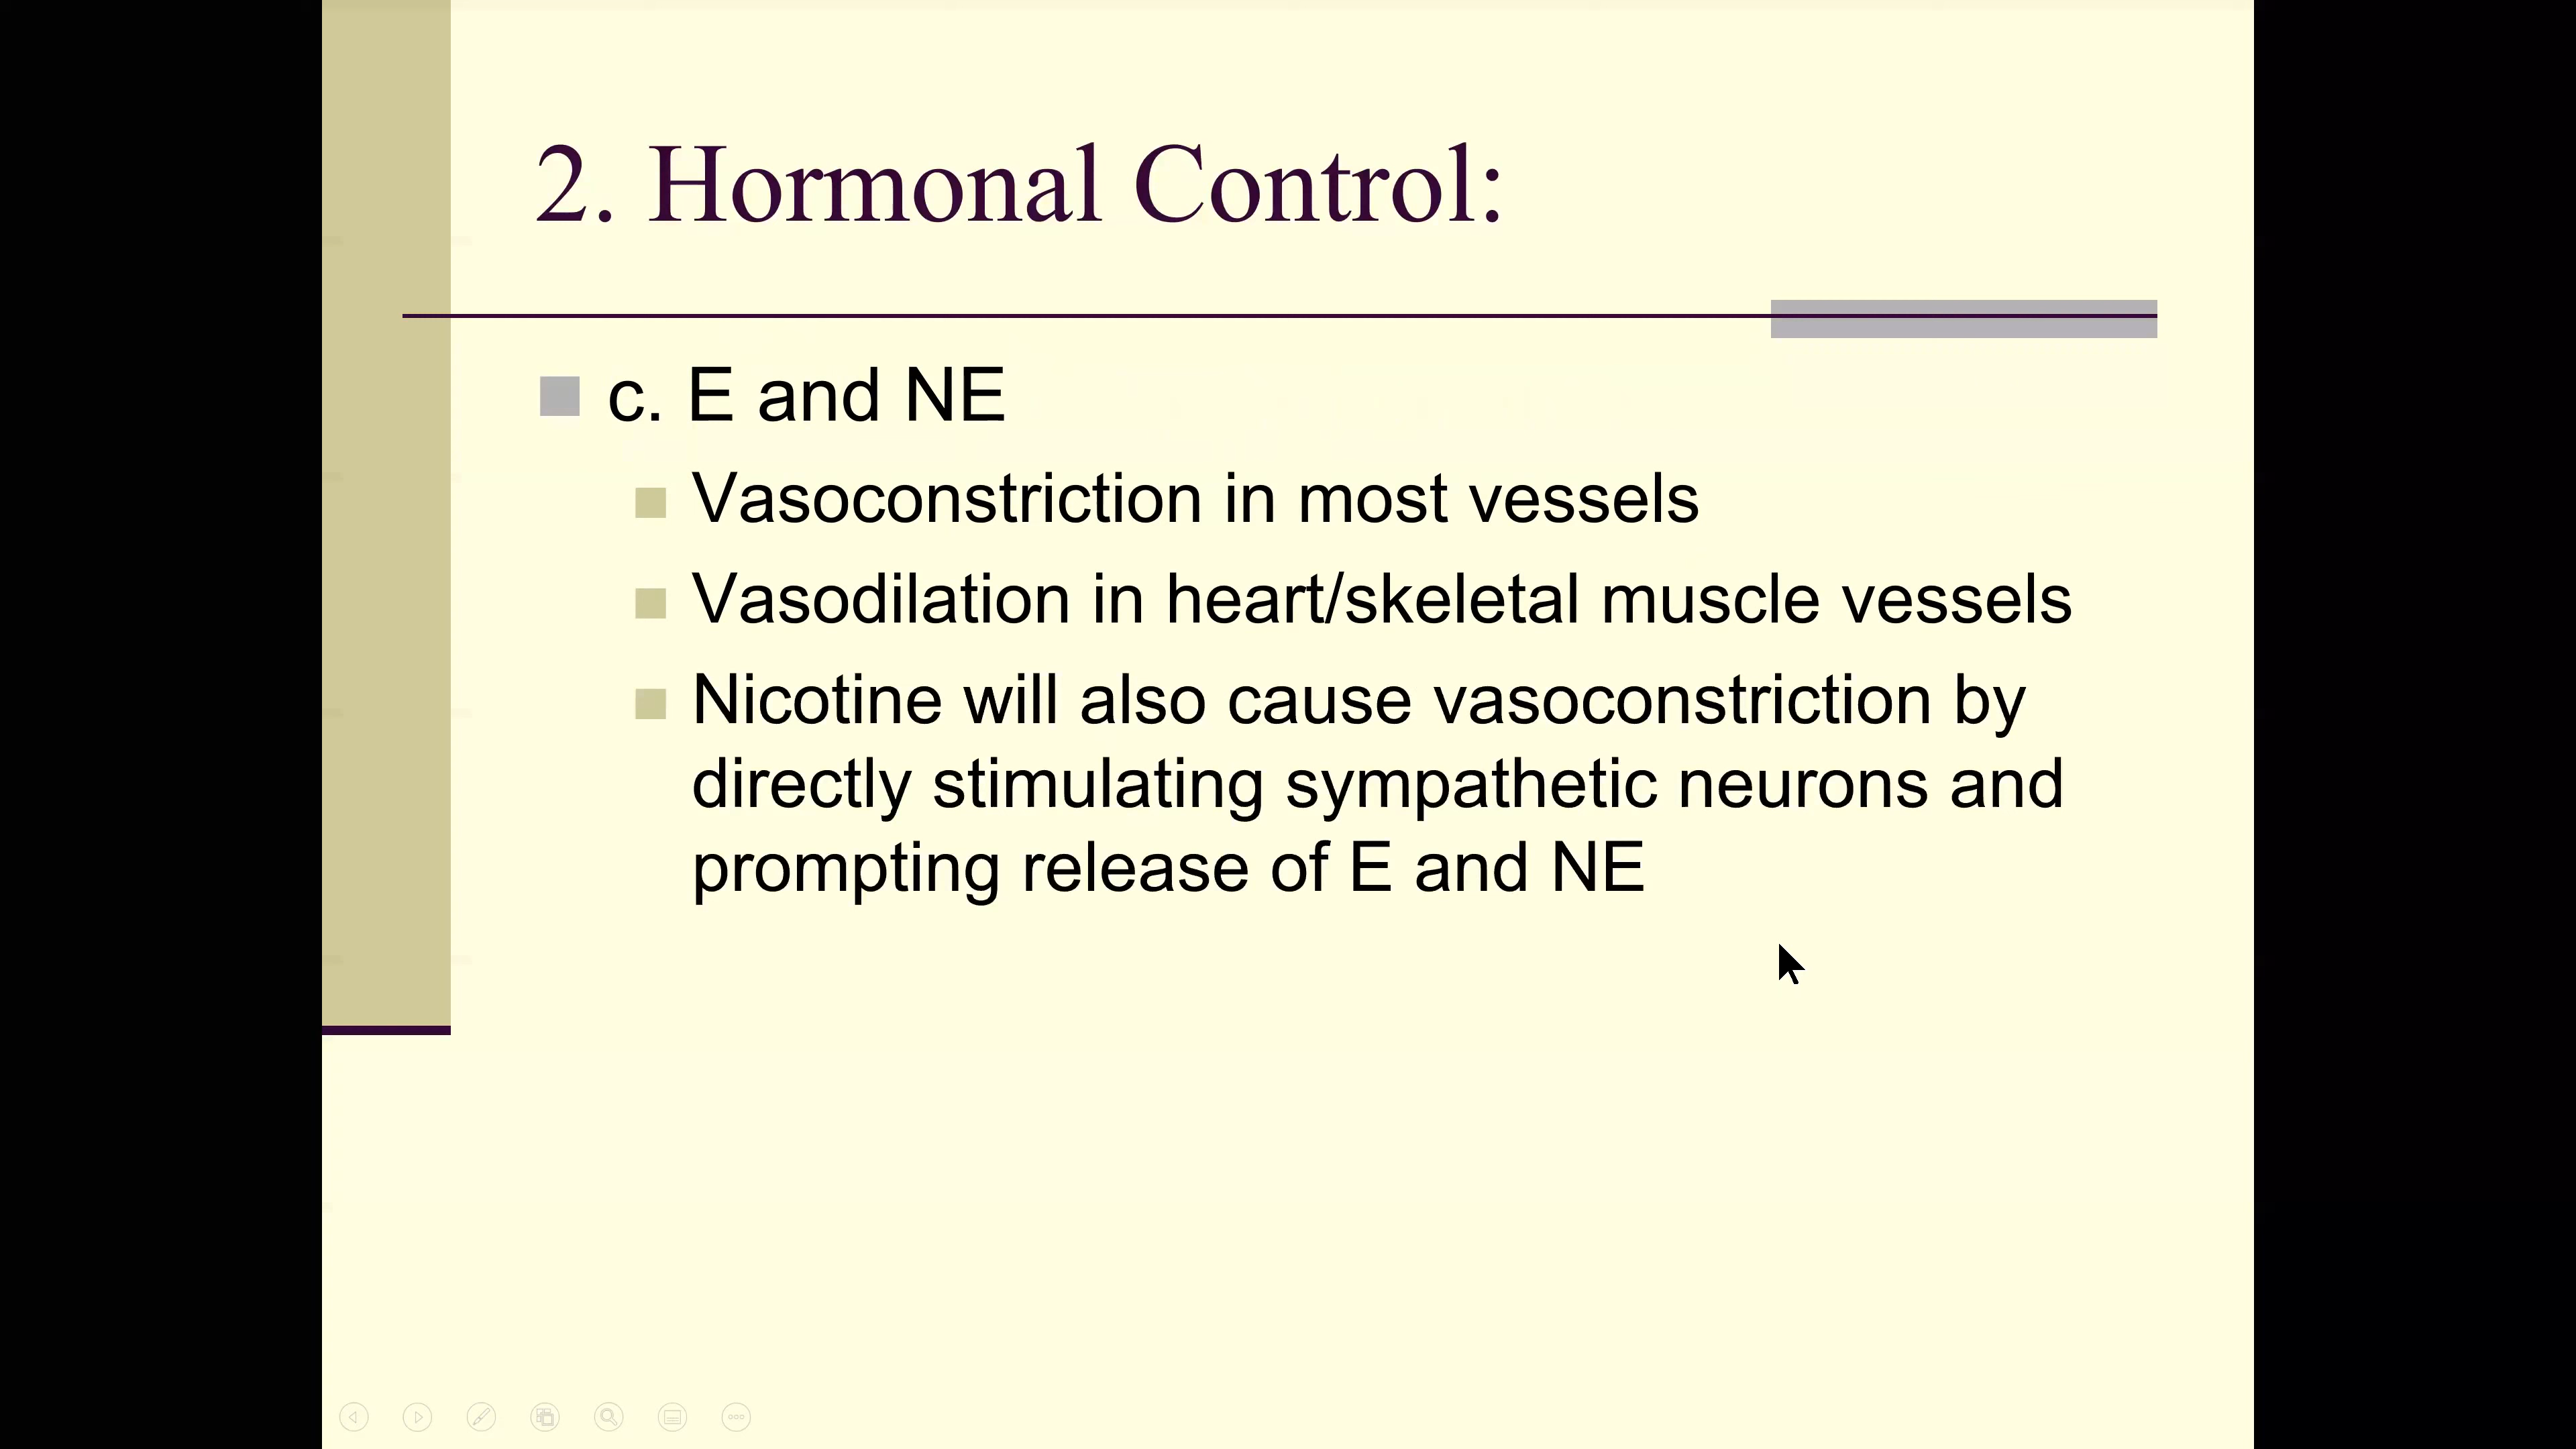 2. Hormonal Control:
c. E and NE
Vasoconstriction in most vessels
Vasodilation in heart/skeletal muscle vessels
Nicotine will also cause vasoconstriction by
directly stimulating sympathetic neurons and
prompting release of E and NE